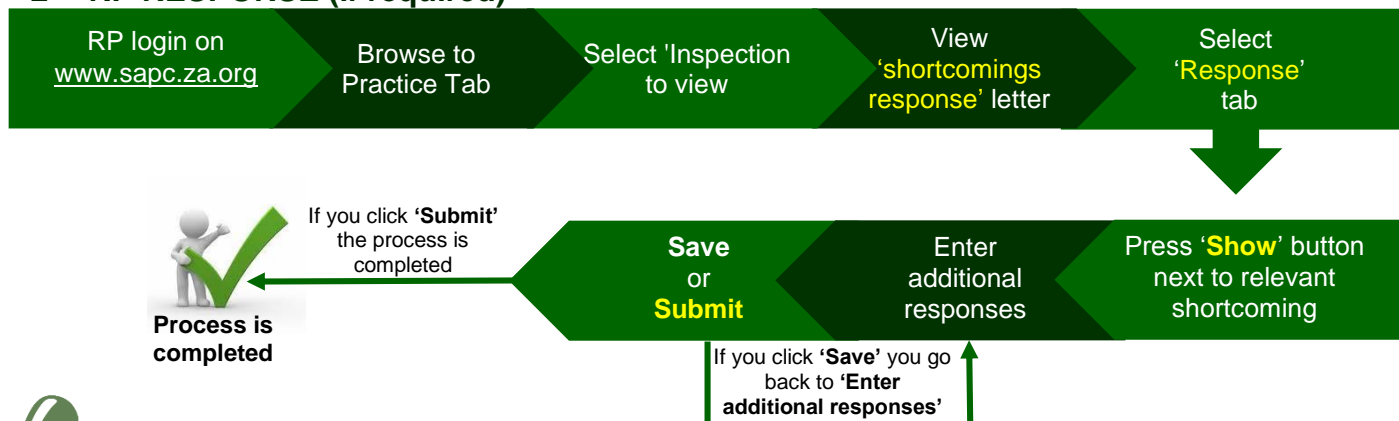 RP login on
www.sapc.za.org
Browse to
Practice Tab
Select 'Inspection
to view
View
‘shortcomings
response’ letter
Select
‘Response’
tab
Press ‘Show’ button
next to relevant
shortcoming
Enter
additional
responses
Save
or
Submit
If you click ‘Submit’
the process is
completed
Process is
completed
If you click ‘Save’ you go
back to ‘Enter
additional responses’